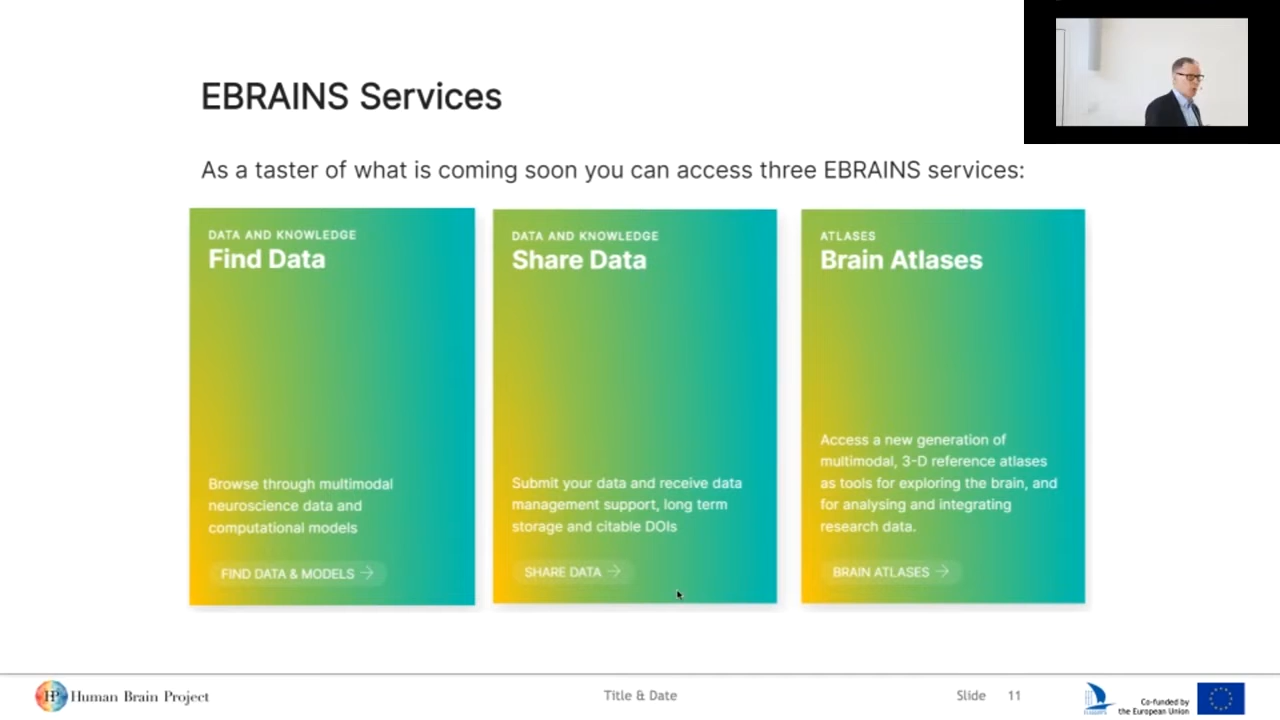 EBRAINS Services
As a taster of what is coming soon you can access three EBRAINS services:
DATA AND KNOWLEDGE
Find Data
Browse through multimodal
neuroscience data and
computational models
FIND DATA & MODELS →
DATA AND KNOWLEDGE
Share Data
Submit your data and receive data
management support, long term
storage and citable DOIs
SHARE DATA →
ATLASES
Brain Atlases
Access a new generation of
multimodal, 3-D reference atlases
as tools for exploring the brain, and
for analysing and integrating
research data.
BRAIN ATLASES →
HP Human Brain Project
Title & Date
Slide 11
Co-funded by
the European Union